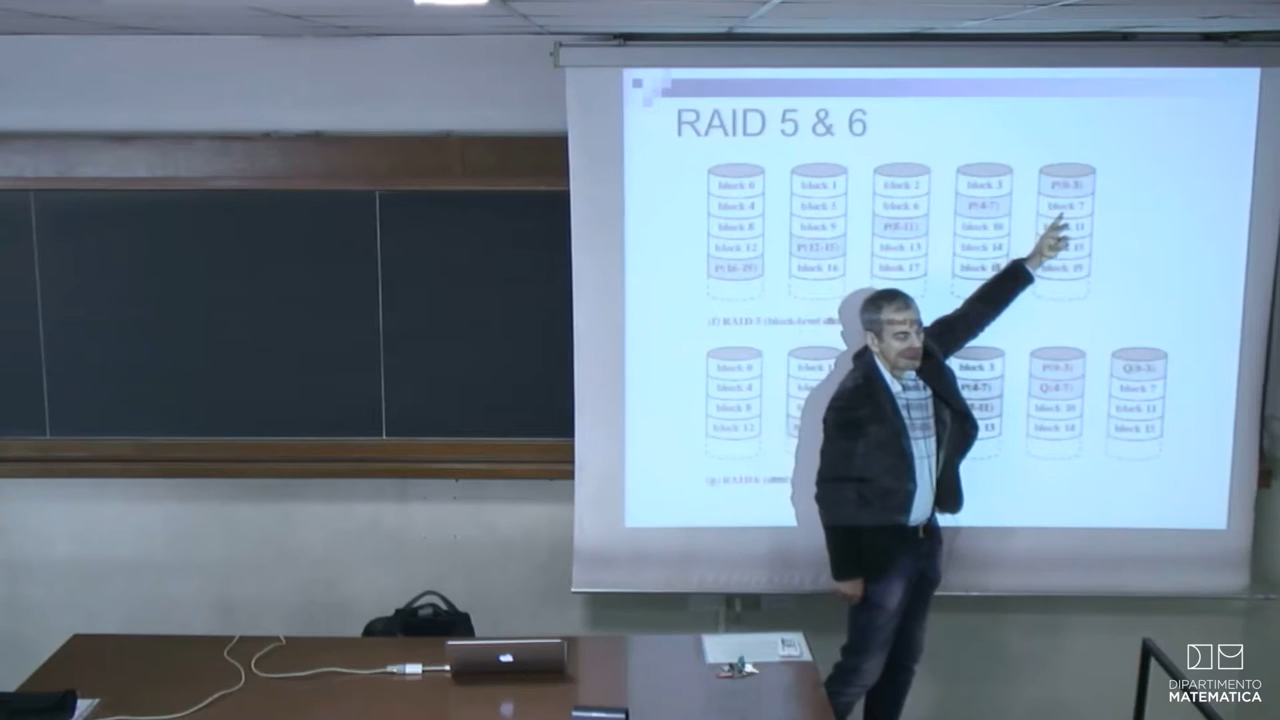 RAID 5 & 6
block 0 block 1 block 2 block 3 P(0-3)
block 4 block 5 block 6 P(4-7) block 7
block 8 block 9 P(8-11) block 10 11
block 12 P(12-15) block 13 block 14 15
P(16-19) block 16 block 17 block 18 block 19
(f) RAID 5 (block-level
block 0 block 1 block 3 P(0-3) Q(0-3)
block 4 P(4-7) Q(4-7) block 7
block 8 block 10 block 11
block 12 13 block 14 block 15
(g) RAID 6
DIPARTIMENTO
MATEMATICA